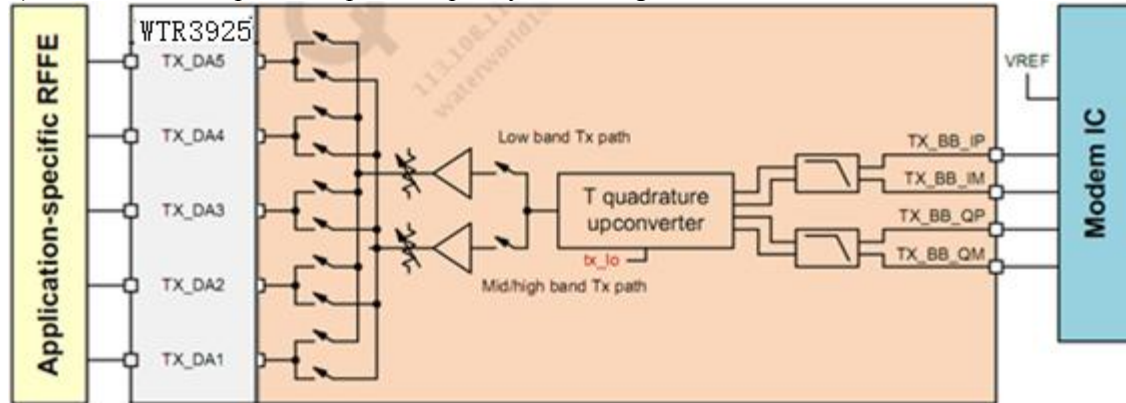 Application-specific RFFE
WTR3925
TX_DA5
TX_DA4
TX_DA3
TX_DA2
TX_DA1
Low band Tx path
Mid/high band Tx path
T quadrature
upconverter
tx_lo
VREF
TX_BB_IP
TX_BB_IM
TX_BB_QP
TX_BB_QM
Modem IC